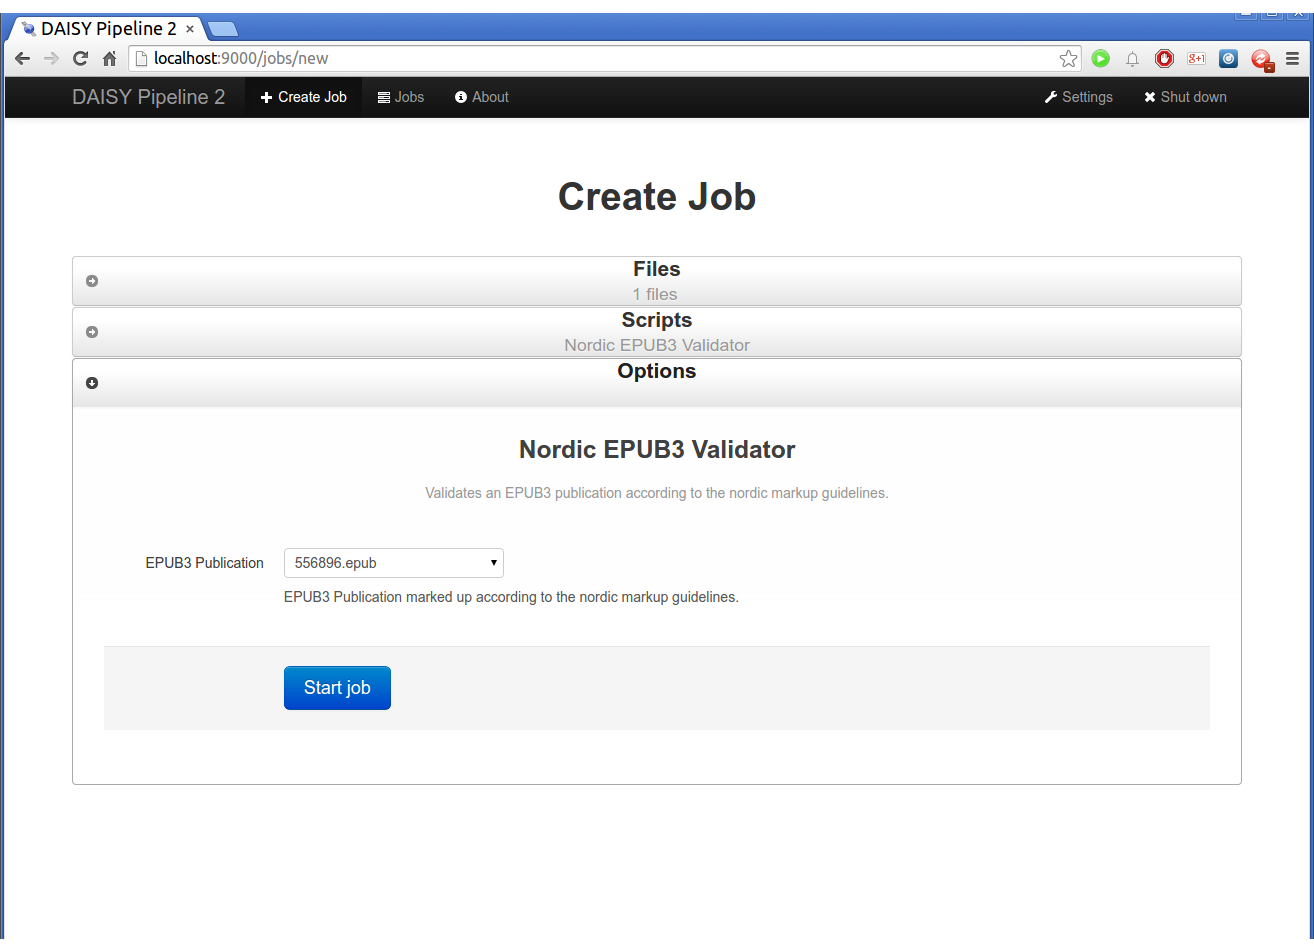 DAISY Pipeline 2 ×
localhost:9000/jobs/new
g+1
DAISY Pipeline 2 Create Job Jobs About Settings Shut down
Create Job
Files
1 files
Scripts
Nordic EPUB3 Validator
Options
Nordic EPUB3 Validator
Validates an EPUB3 publication according to the nordic markup guidelines.
EPUB3 Publication 556896.epub
EPUB3 Publication marked up according to the nordic markup guidelines.
Start job